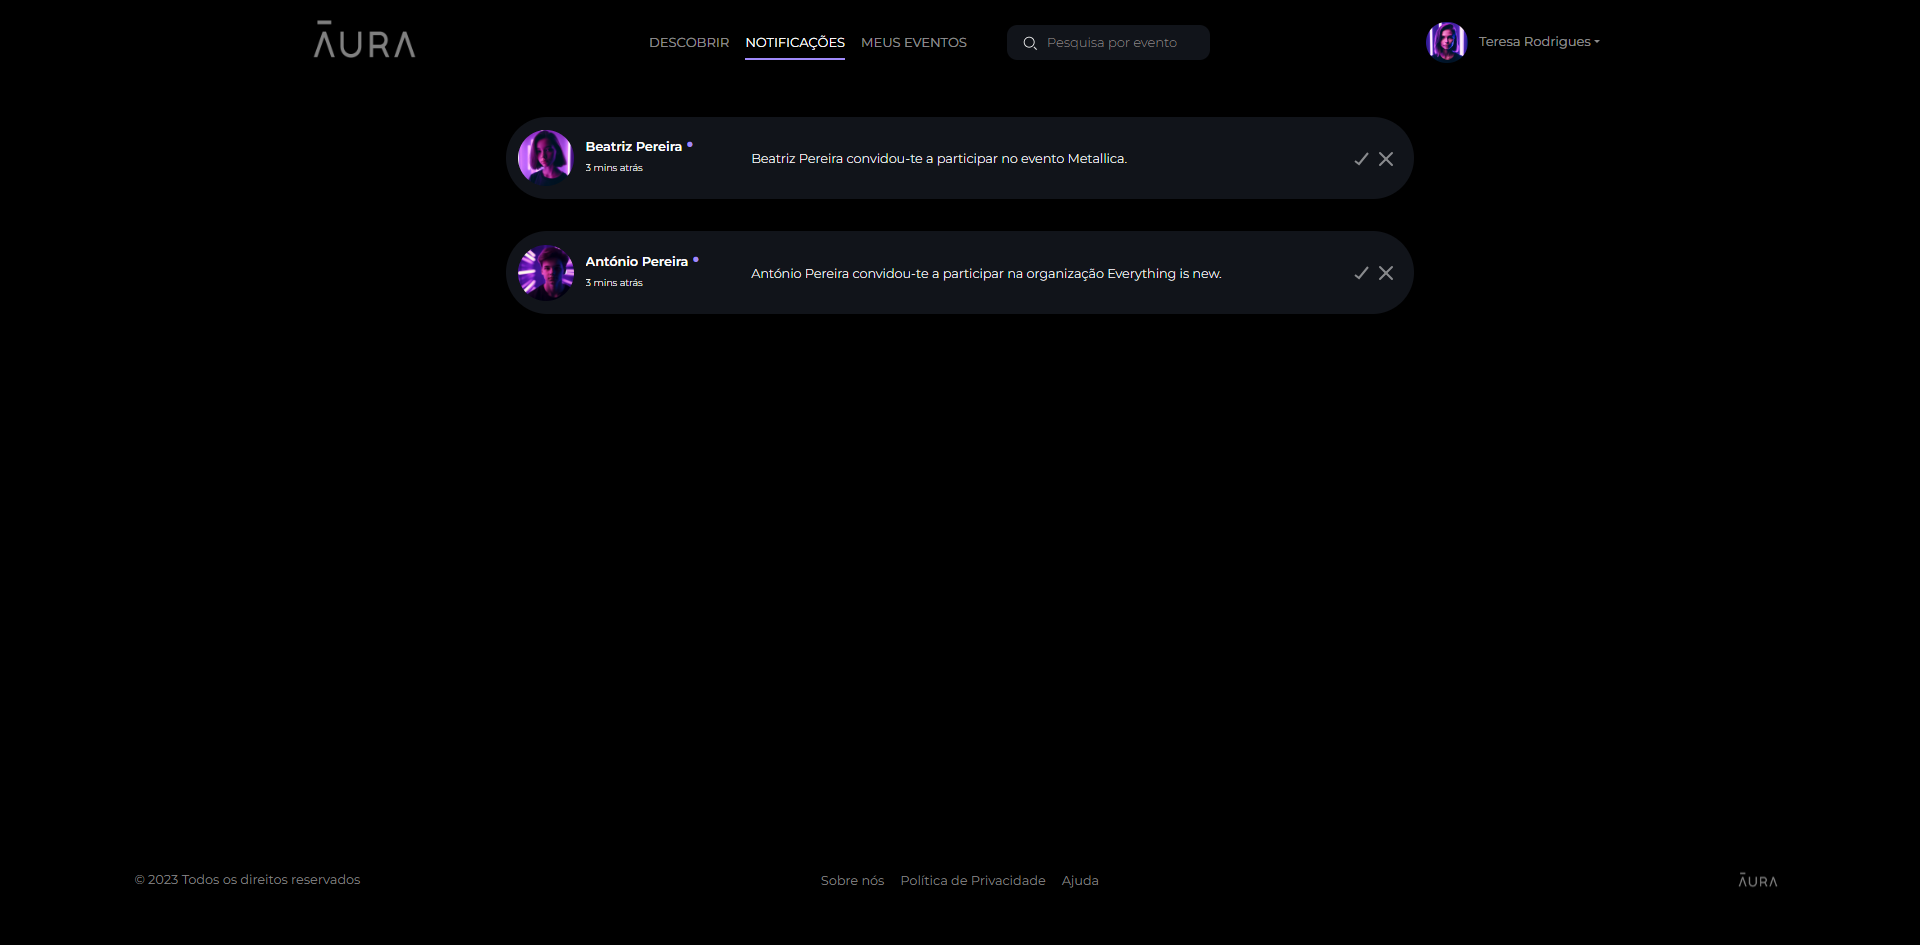 ĀURA
DESCOBRIR NOTIFICAÇÕES MEUS EVENTOS Pesquisa por evento Teresa Rodrigues
Beatriz Pereira
3 mins atrás
Beatriz Pereira convidou-te a participar no evento Metallica.
António Pereira
3 mins atrás
António Pereira convidou-te a participar na organização Everything is new.
© 2023 Todos os direitos reservados
Sobre nós Política de Privacidade Ajuda
ĀURA